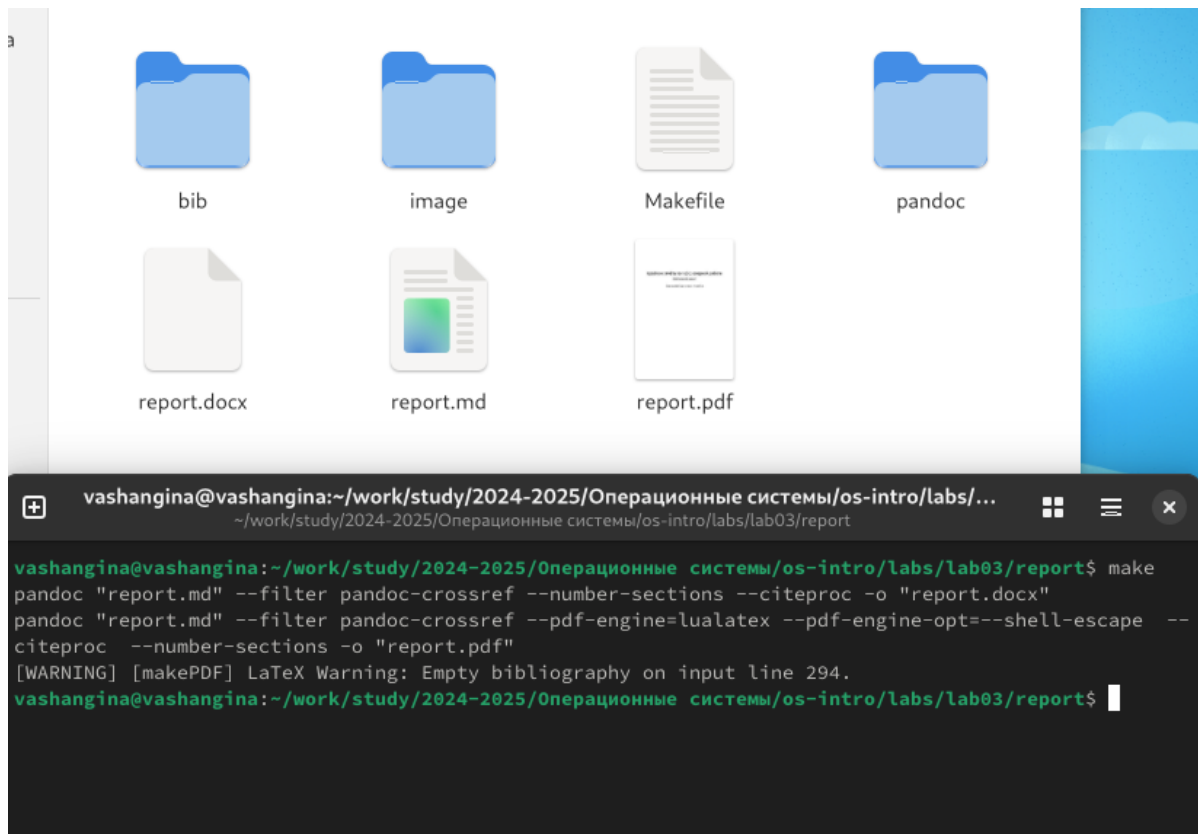 a
bib
image
Makefile
pandoc
report.docx
report.md
report.pdf
vashangina@vashangina:~/work/study/2024-2025/Операционные системы/os-intro/labs/...
~/work/study/2024-2025/Операционные системы/os-intro/labs/lab03/report
vashangina@vashangina:~/work/study/2024-2025/Операционные системы/os-intro/labs/lab03/report$ make
pandoc "report.md" --filter pandoc-crossref --number-sections --citeproc -o "report.docx"
pandoc "report.md" --filter pandoc-crossref --pdf-engine=lualatex --pdf-engine-opt=--shell-escape  --
citeproc  --number-sections -o "report.pdf"
[WARNING] [makePDF] LaTeX Warning: Empty bibliography on input line 294.
vashangina@vashangina:~/work/study/2024-2025/Операционные системы/os-intro/labs/lab03/report$